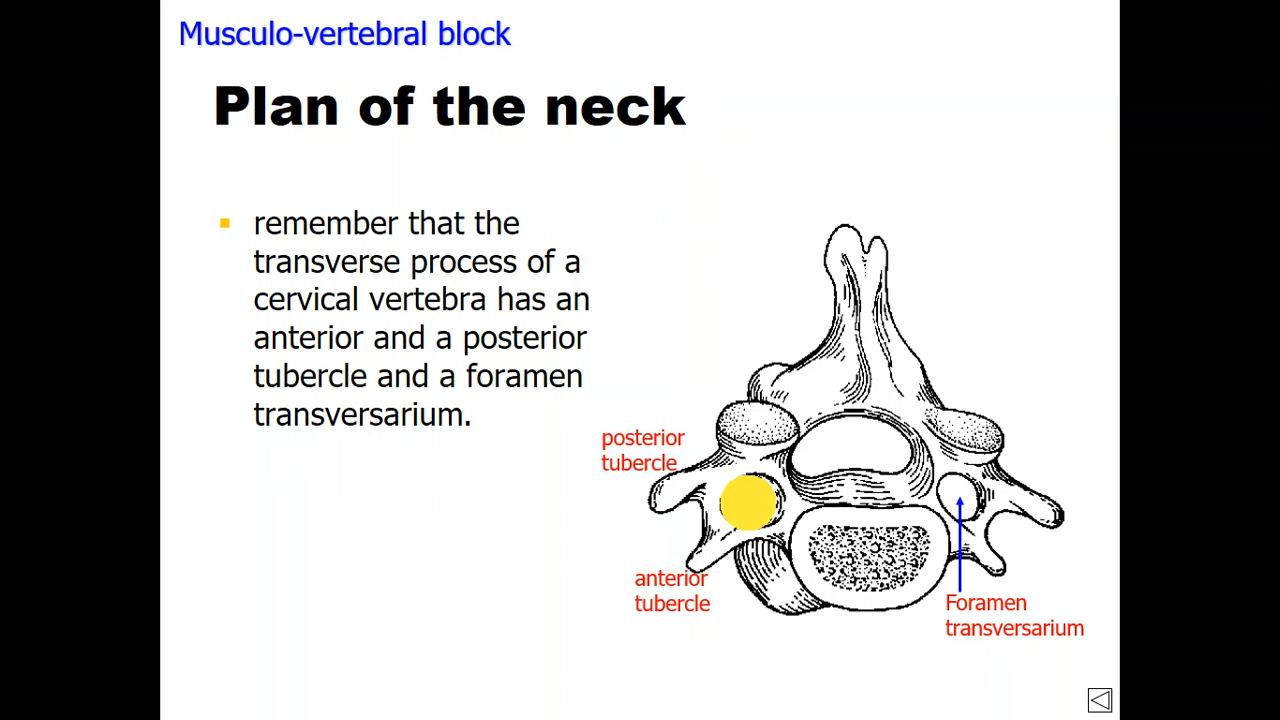 Musculo-vertebral block
Plan of the neck
remember that the
transverse process of a
cervical vertebra has an
anterior and a posterior
tubercle and a foramen
transversarium.
posterior
tubercle
anterior
tubercle
Foramen
transversarium